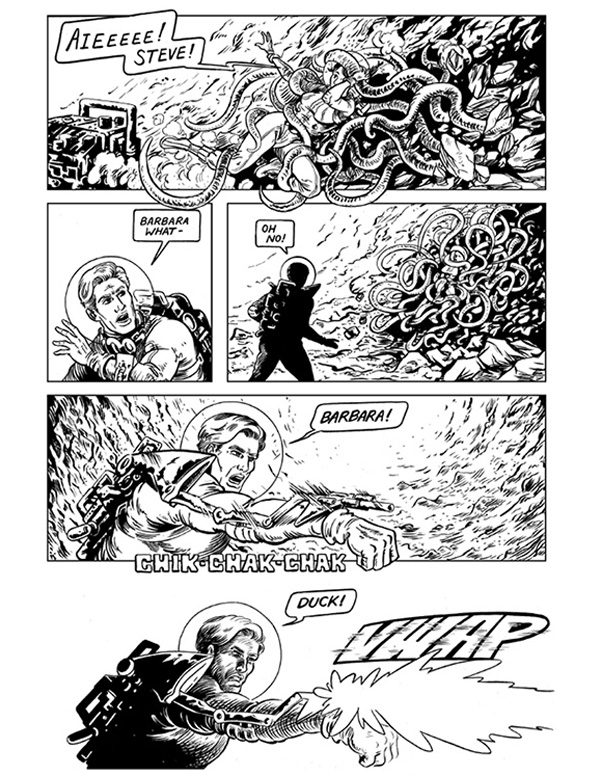 AIEEEEE!
STEVE!
BARBARA
WHAT-
OH
NO!
BARBARA!
CHIK-CHAK-CHAK
DUCK!
VWAP